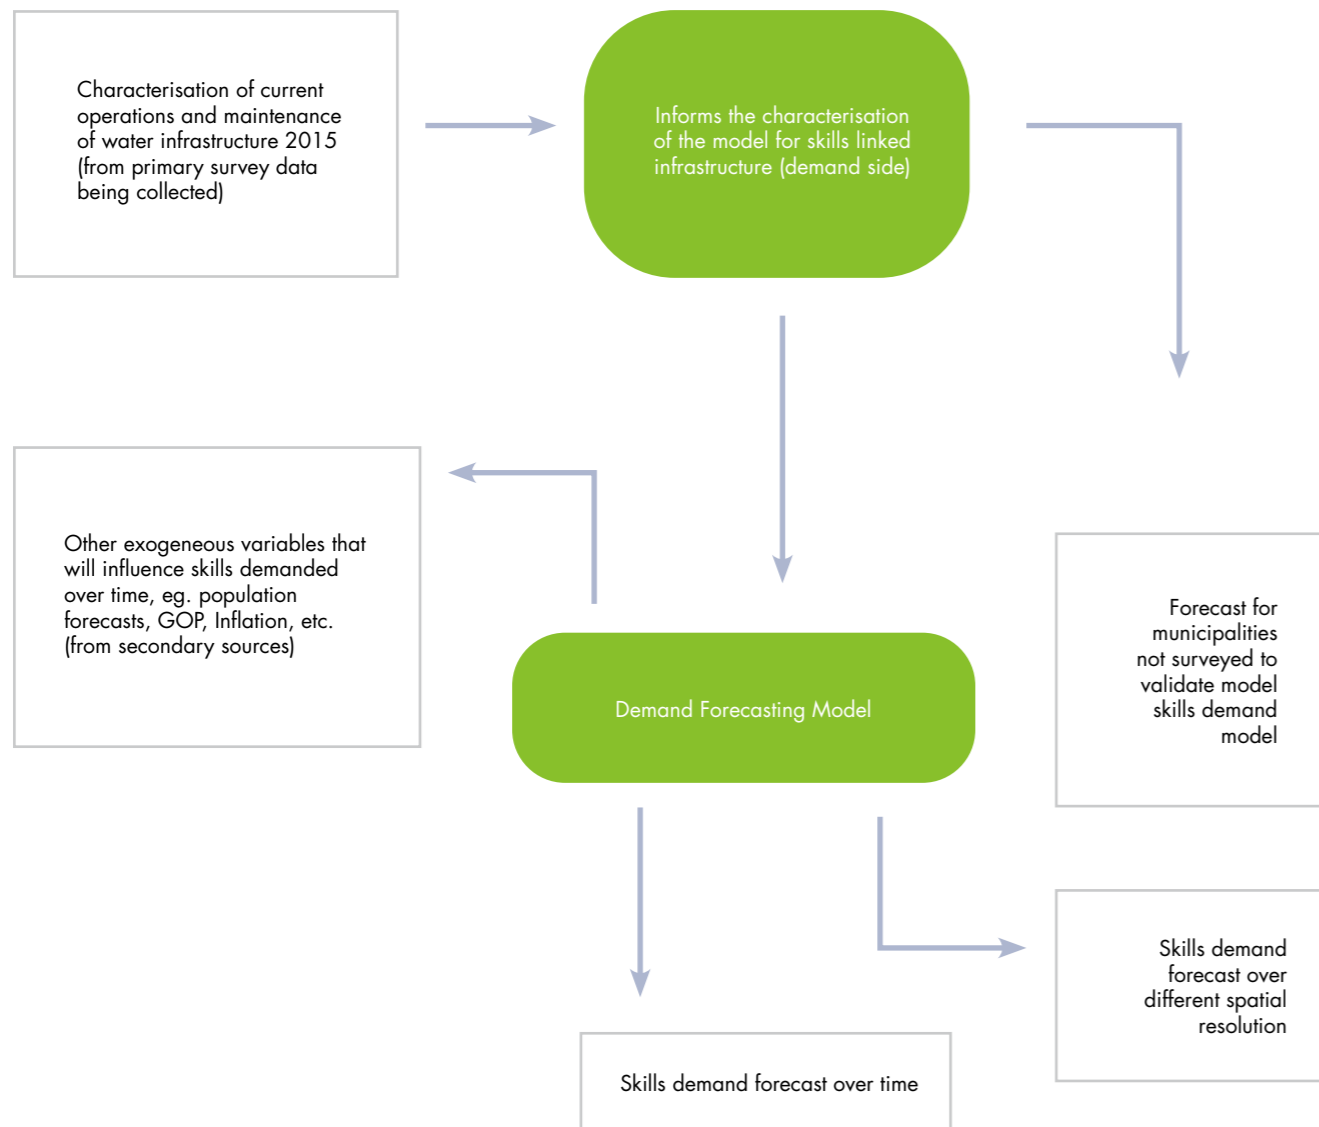 Characterisation of current
operations and maintenance
of water infrastructure 2015
(from primary survey data
being collected)
Informs the characterisation
of the model for skills linked
infrastructure (demand side)
Other exogeneous variables that
will influence skills demanded
over time, eg. population
forecasts, GOP, Inflation, etc.
(from secondary sources)
Demand Forecasting Model
Forecast for
municipalities
not surveyed to
validate model
skills demand
model
Skills demand
forecast over
different spatial
resolution
Skills demand forecast over time